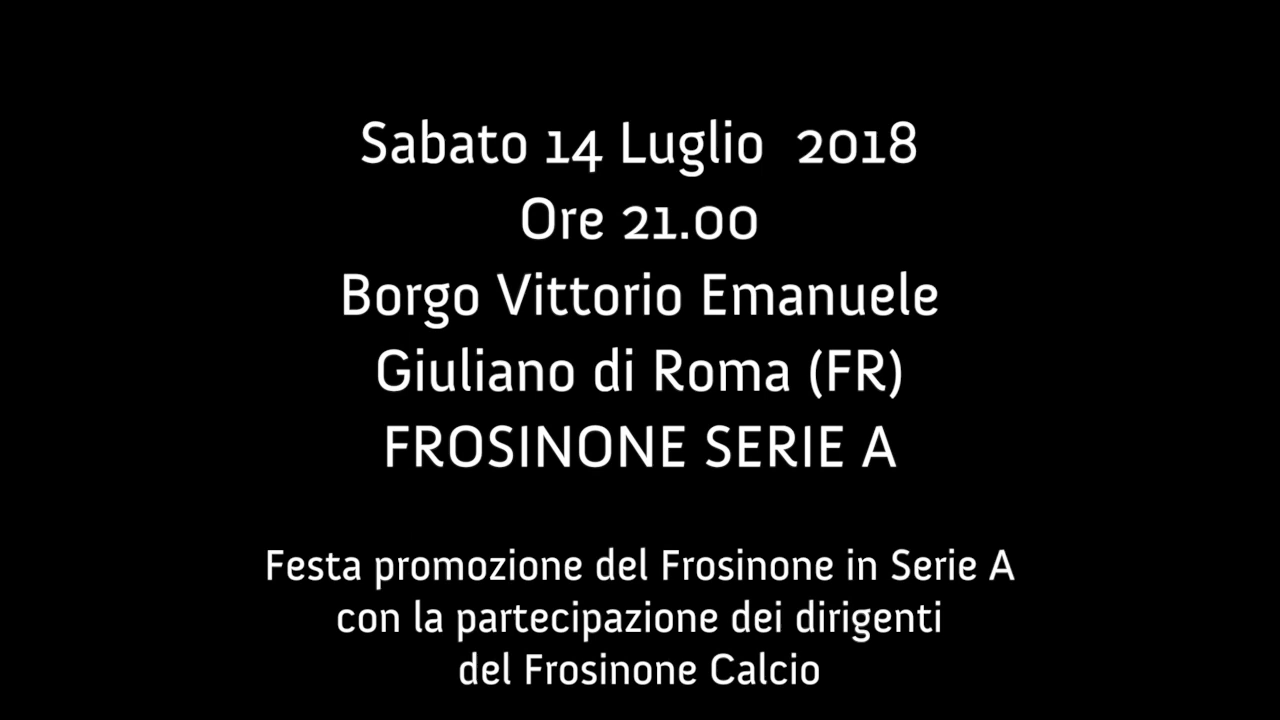 Sabato 14 Luglio  2018
Ore 21.00
Borgo Vittorio Emanuele
Giuliano di Roma (FR)
FROSINONE SERIE A
Festa promozione del Frosinone in Serie A
con la partecipazione dei dirigenti
del Frosinone Calcio